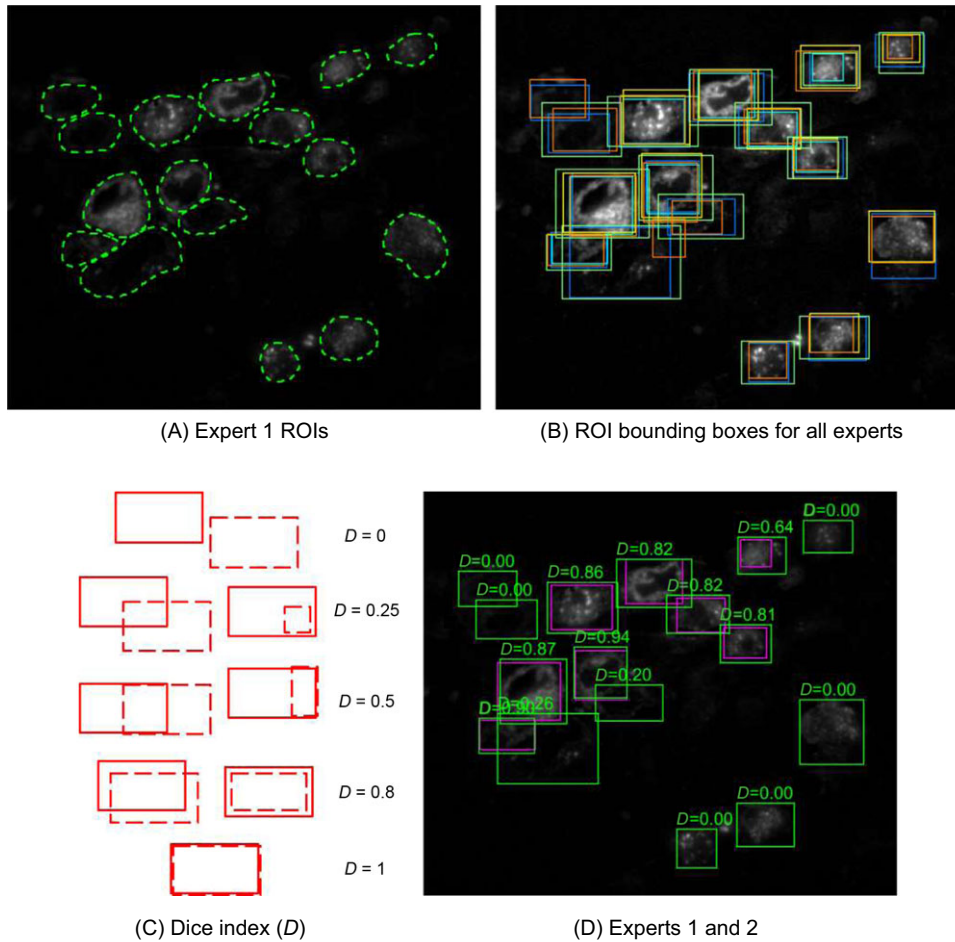 (A) Expert 1 ROIs
(B) ROI bounding boxes for all experts
D = 0
D = 0.25
D = 0.5
D = 0.8
D = 1
(C) Dice index (D)
D=0.00
D=0.64
D=0.82
D=0.00
D=0.86
D=0.00
D=0.82
D=0.81
D=0.94
D=0.87
D=0.20
D=0.26
D=0.90
D=0.00
D=0.00
D=0.00
(D) Experts 1 and 2